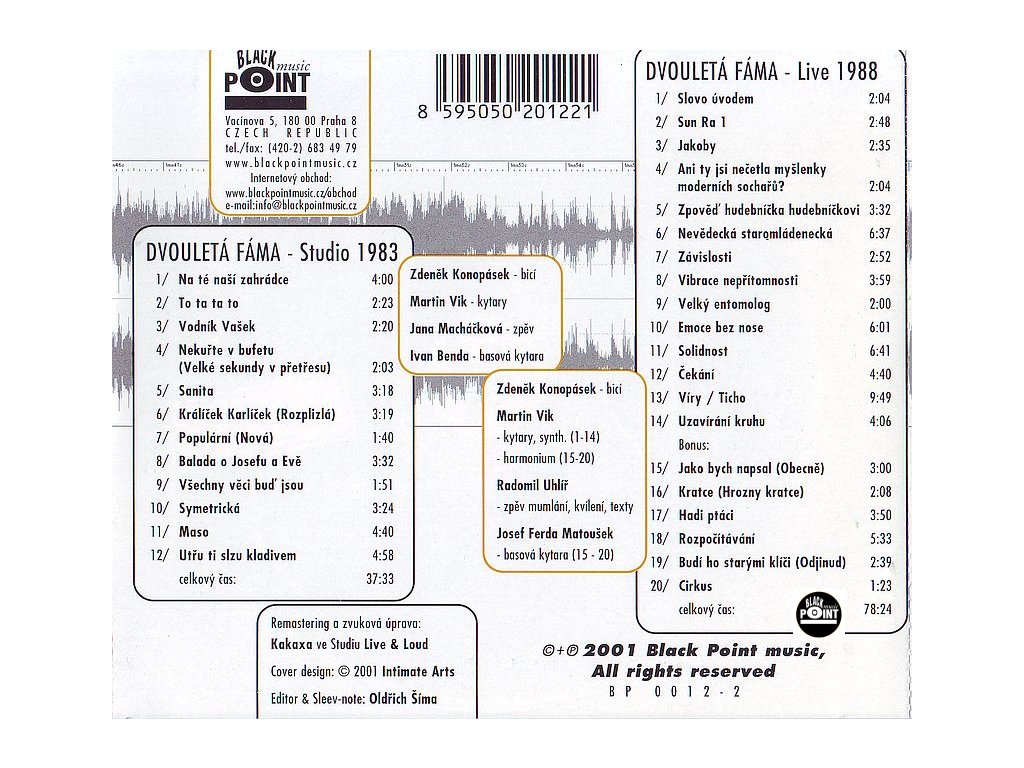 BLACK
music
POINT
Vacínova 5, 180 00 Praha 8
CZECH REPUBLIC
tel./fax: (420-2) 683 49 79
www.blackpointmusic.cz
Internetový obchod:
www.blackpointmusic.cz/obchod
e-mail:info@blackpointmusic.cz
8 595050 201221
DVOULETÁ FÁMA - Studio 1983
1/ Na té naší zahrádce 4:00
2/ To ta ta to 2:23
3/ Vodník Vašek 2:20
4/ Nekuřte v bufetu
(Velké sekundy v přetřesu) 2:03
5/ Sanita 3:18
6/ Králíček Karlíček (Rozplizlá) 3:19
7/ Populární (Nová) 1:40
8/ Balada o Josefu a Evě 3:32
9/ Všechny věci buď jsou 1:51
10/ Symetrická 3:24
11/ Maso 4:40
12/ Utřu ti slzu kladivem 4:58
celkový čas: 37:33
Zdeněk Konopásek - bicí
Martin Vik - kytary
Jana Macháčková - zpěv
Ivan Benda - basová kytara
Zdeněk Konopásek - bicí
Martin Vik
- kytary, synth. (1-14)
- harmonium (15-20)
Radomil Uhlíř
- zpěv mumlání, kvílení, texty
Josef Ferda Matoušek
- basová kytara (15 - 20)
DVOULETÁ FÁMA - Live 1988
1/ Slovo úvodem 2:04
2/ Sun Ra 1 2:48
3/ Jakoby 2:35
4/ Ani ty jsi nečetla myšlenky
moderních sochařů? 2:04
5/ Zpověď hudebníčka hudebníčkovi 3:32
6/ Nevědecká staromládenecká 6:37
7/ Závislosti 2:52
8/ Vibrace nepřítomnosti 3:59
9/ Velký entomolog 2:00
10/ Emoce bez nose 6:01
11/ Solidnost 6:41
12/ Čekání 4:40
13/ Víry / Ticho 9:49
14/ Uzavírání kruhu 4:06
Bonus:
15/ Jako bych napsal (Obecně) 3:00
16/ Kratce (Hrozny kratce) 2:08
17/ Hadi ptáci 3:50
18/ Rozpočítávání 5:33
19/ Budí ho starými klíči (Odjinud) 2:39
20/ Cirkus 1:23
celkový čas: 78:24
BLACK
music
POINT
Remastering a zvuková úprava:
Kakaxa ve Studiu Live & Loud
Cover design: © 2001 Intimate Arts
Editor & Sleev-note: Oldřich Šíma
©+℗ 2001 Black Point music,
All rights reserved
BP 0012-2